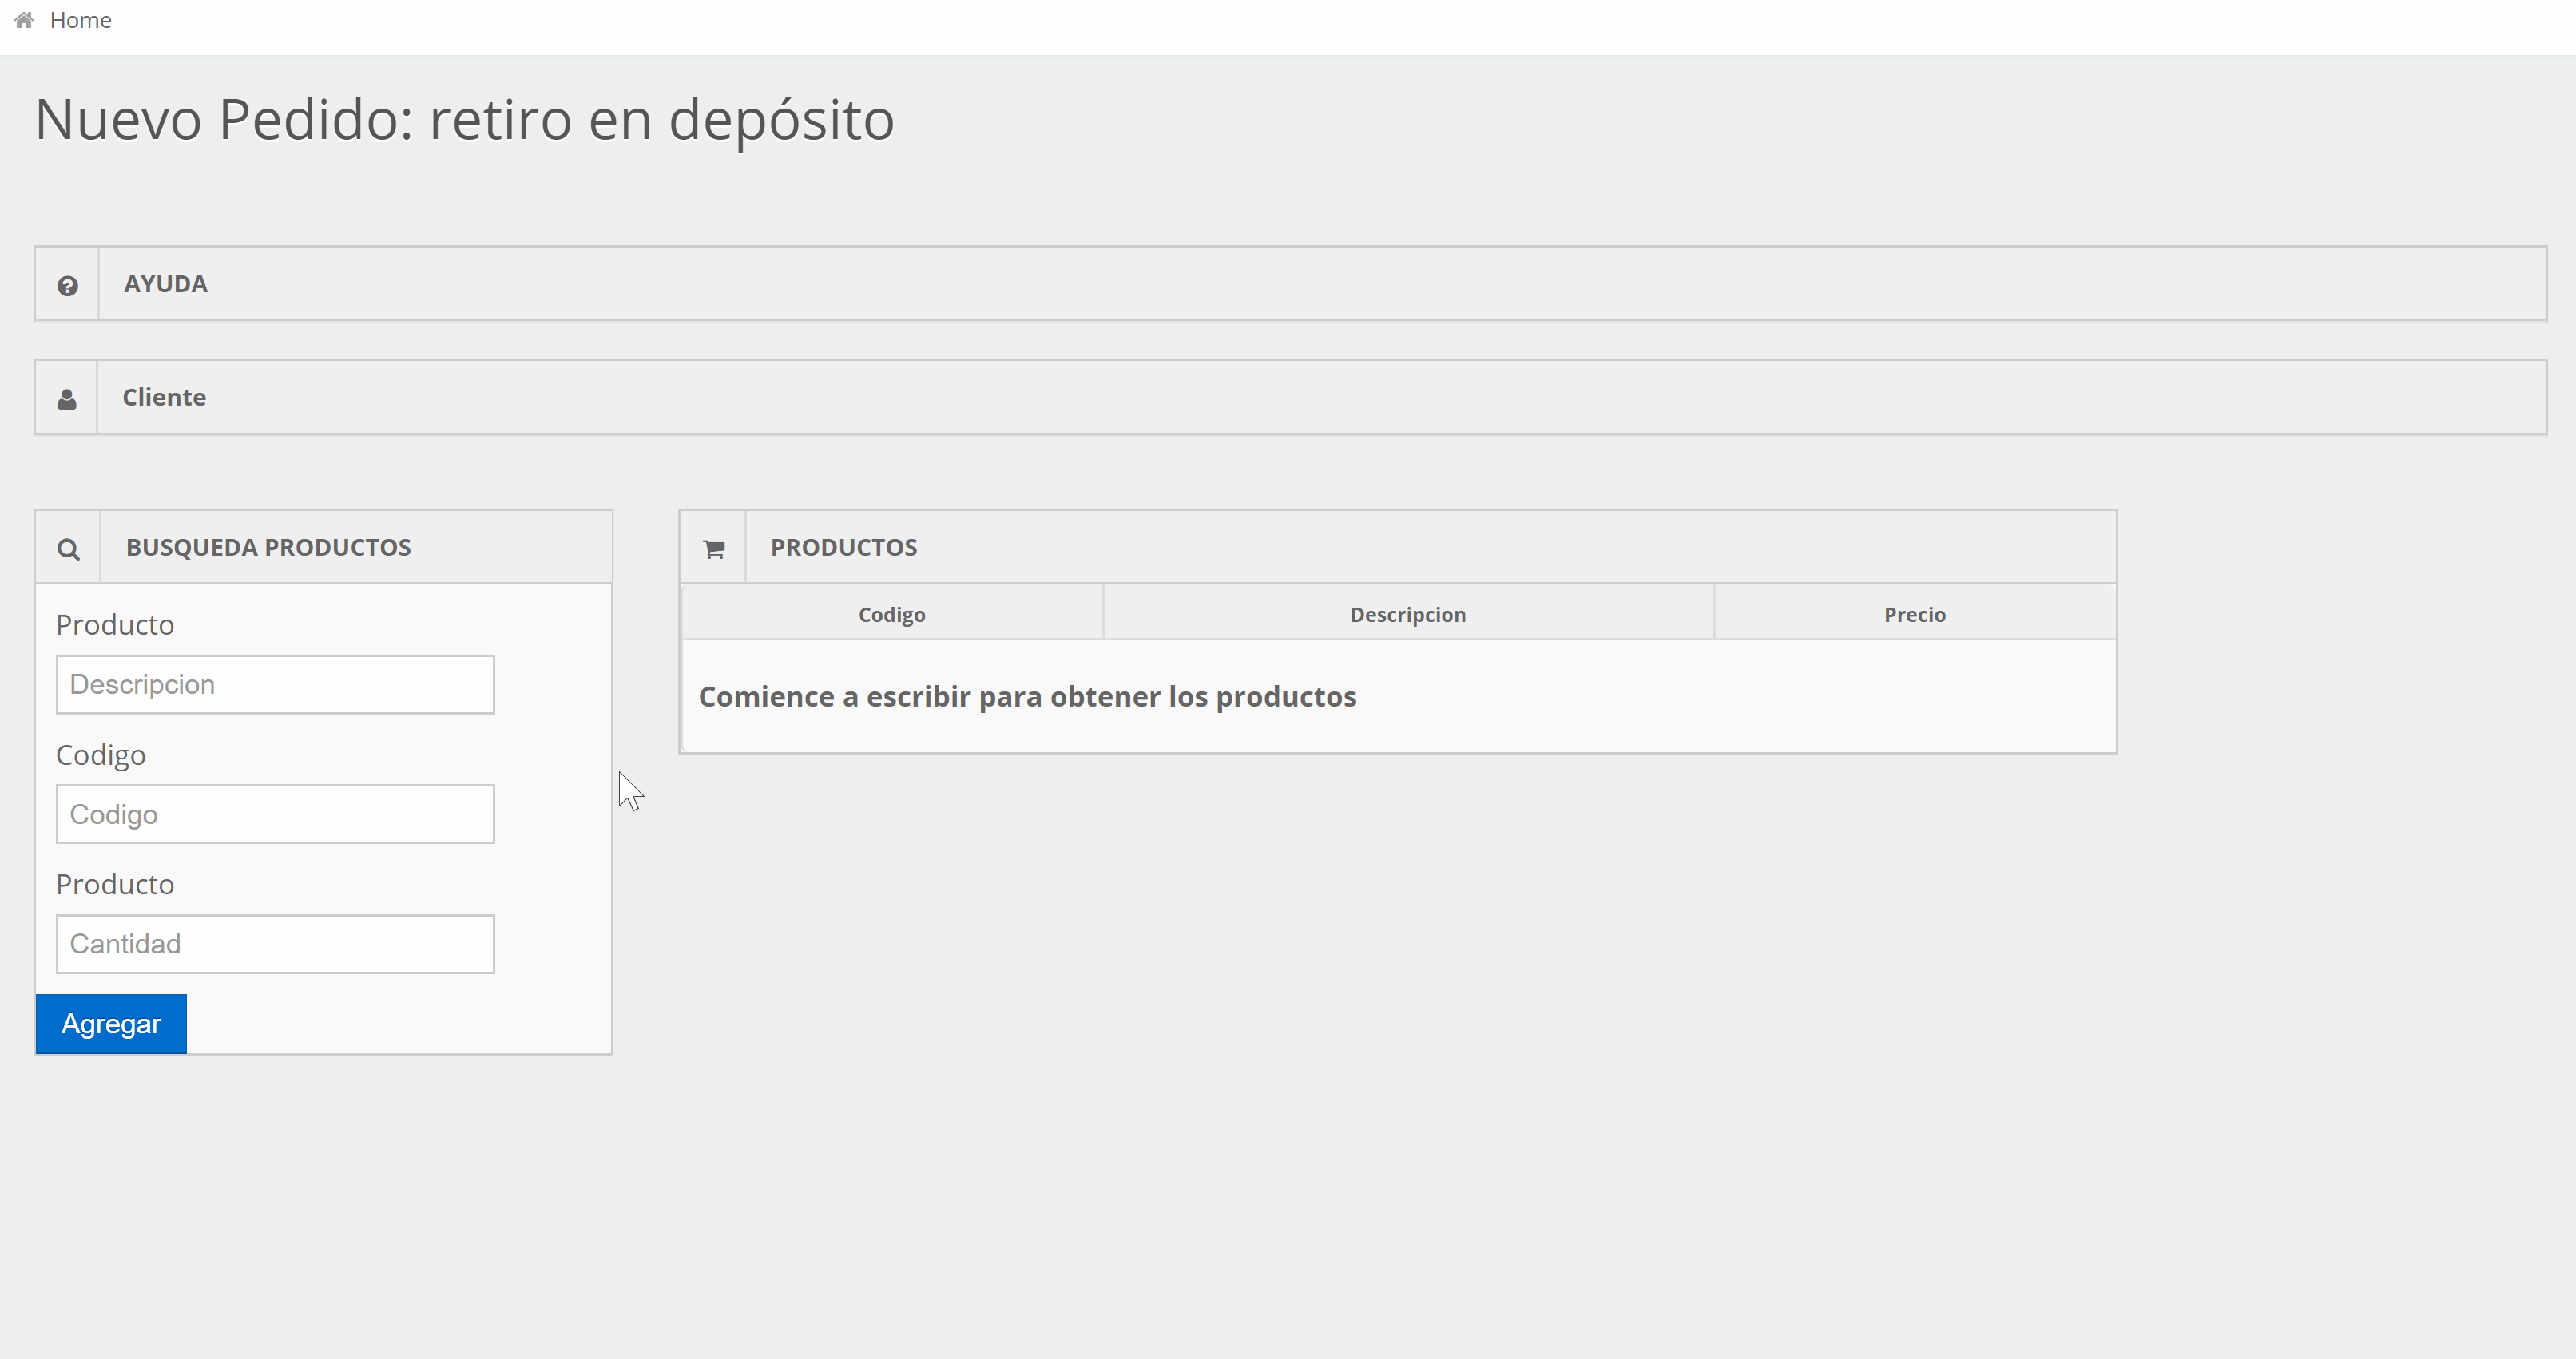 Home
Nuevo Pedido: retiro en depósito
AYUDA
Cliente
BUSQUEDA PRODUCTOS
Producto
Descripcion
Codigo
Codigo
Producto
Cantidad
Agregar
PRODUCTOS
Codigo Descripcion Precio
Comience a escribir para obtener los productos